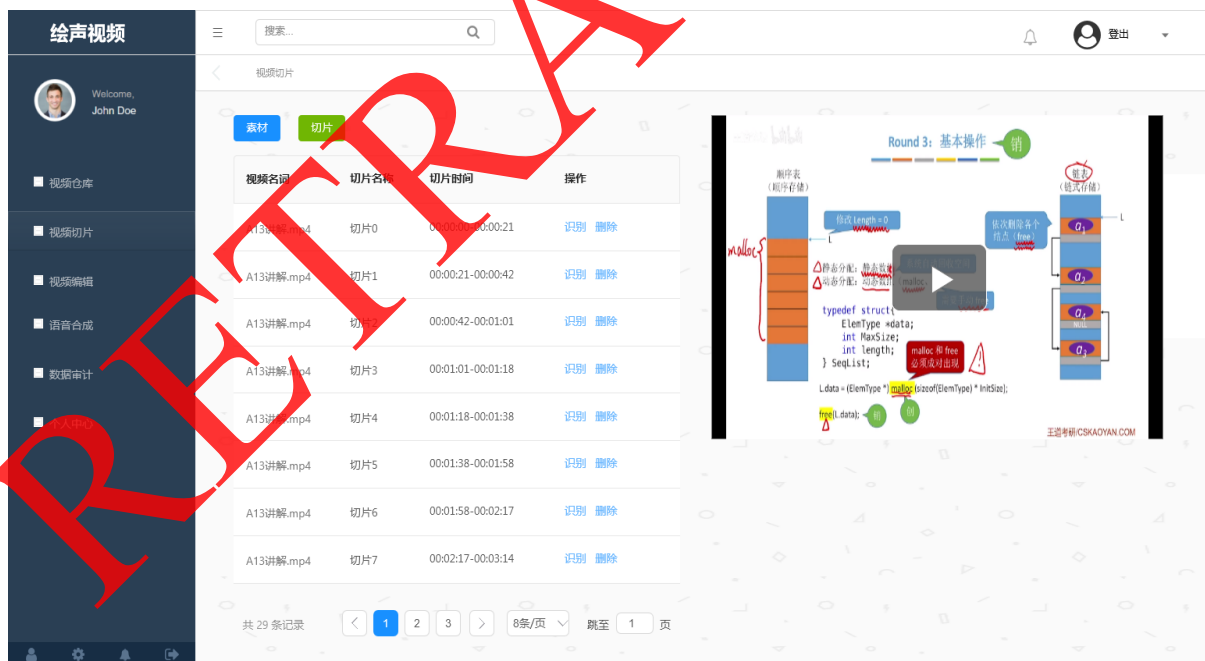 绘声视频
搜索...
登出
Welcome,
John Doe
视频切片
视频仓库
视频切片
视频编辑
语音合成
数据审计
个人中心
素材
切片
视频名词 切片名称 切片时间 操作
A13讲解.mp4 切片0 00:00:00-00:00:21 识别 删除
A13讲解.mp4 切片1 00:00:21-00:00:42 识别 删除
A13讲解.mp4 切片2 00:00:42-00:01:01 识别 删除
A13讲解.mp4 切片3 00:01:01-00:01:18 识别 删除
A13讲解.mp4 切片4 00:01:18-00:01:38 识别 删除
A13讲解.mp4 切片5 00:01:38-00:01:58 识别 删除
A13讲解.mp4 切片6 00:01:58-00:02:17 识别 删除
A13讲解.mp4 切片7 00:02:17-00:03:14 识别 删除
共 29 条记录 1 2 3 8条/页 跳至 1 页
Round 3：基本操作 销
顺序表
（顺序存储）
链表
（链式存储）
修改 Length = 0
L
malloc
依次删除各个
结点（free）
L
a1
a2
a4
NULL
a3
静态分配：静态数
动态分配：动态数组（malloc、
typedef struct{
ElemType *data;
int MaxSize;
int length;
} SeqList;
malloc 和 free
必须成对出现
L.data = (ElemType *) malloc (sizeof(ElemType) * InitSize);
free(L.data);
销
创
王道考研/CSKAOYAN.COM
RETRA